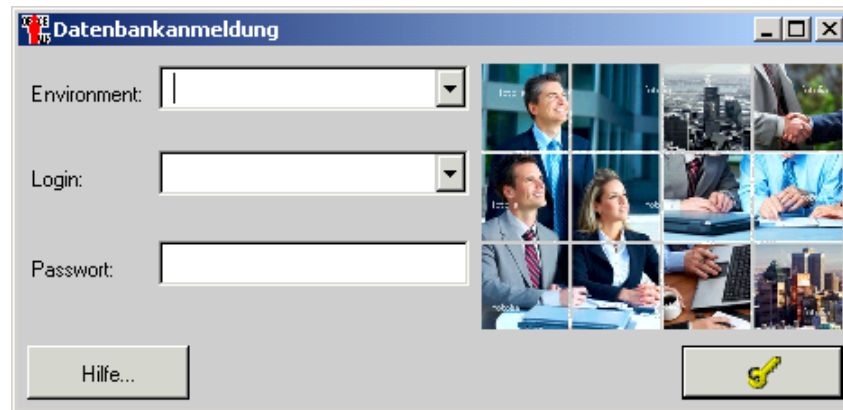 Datenbankanmeldung
Environment:
Login:
Passwort:
Hilfe...